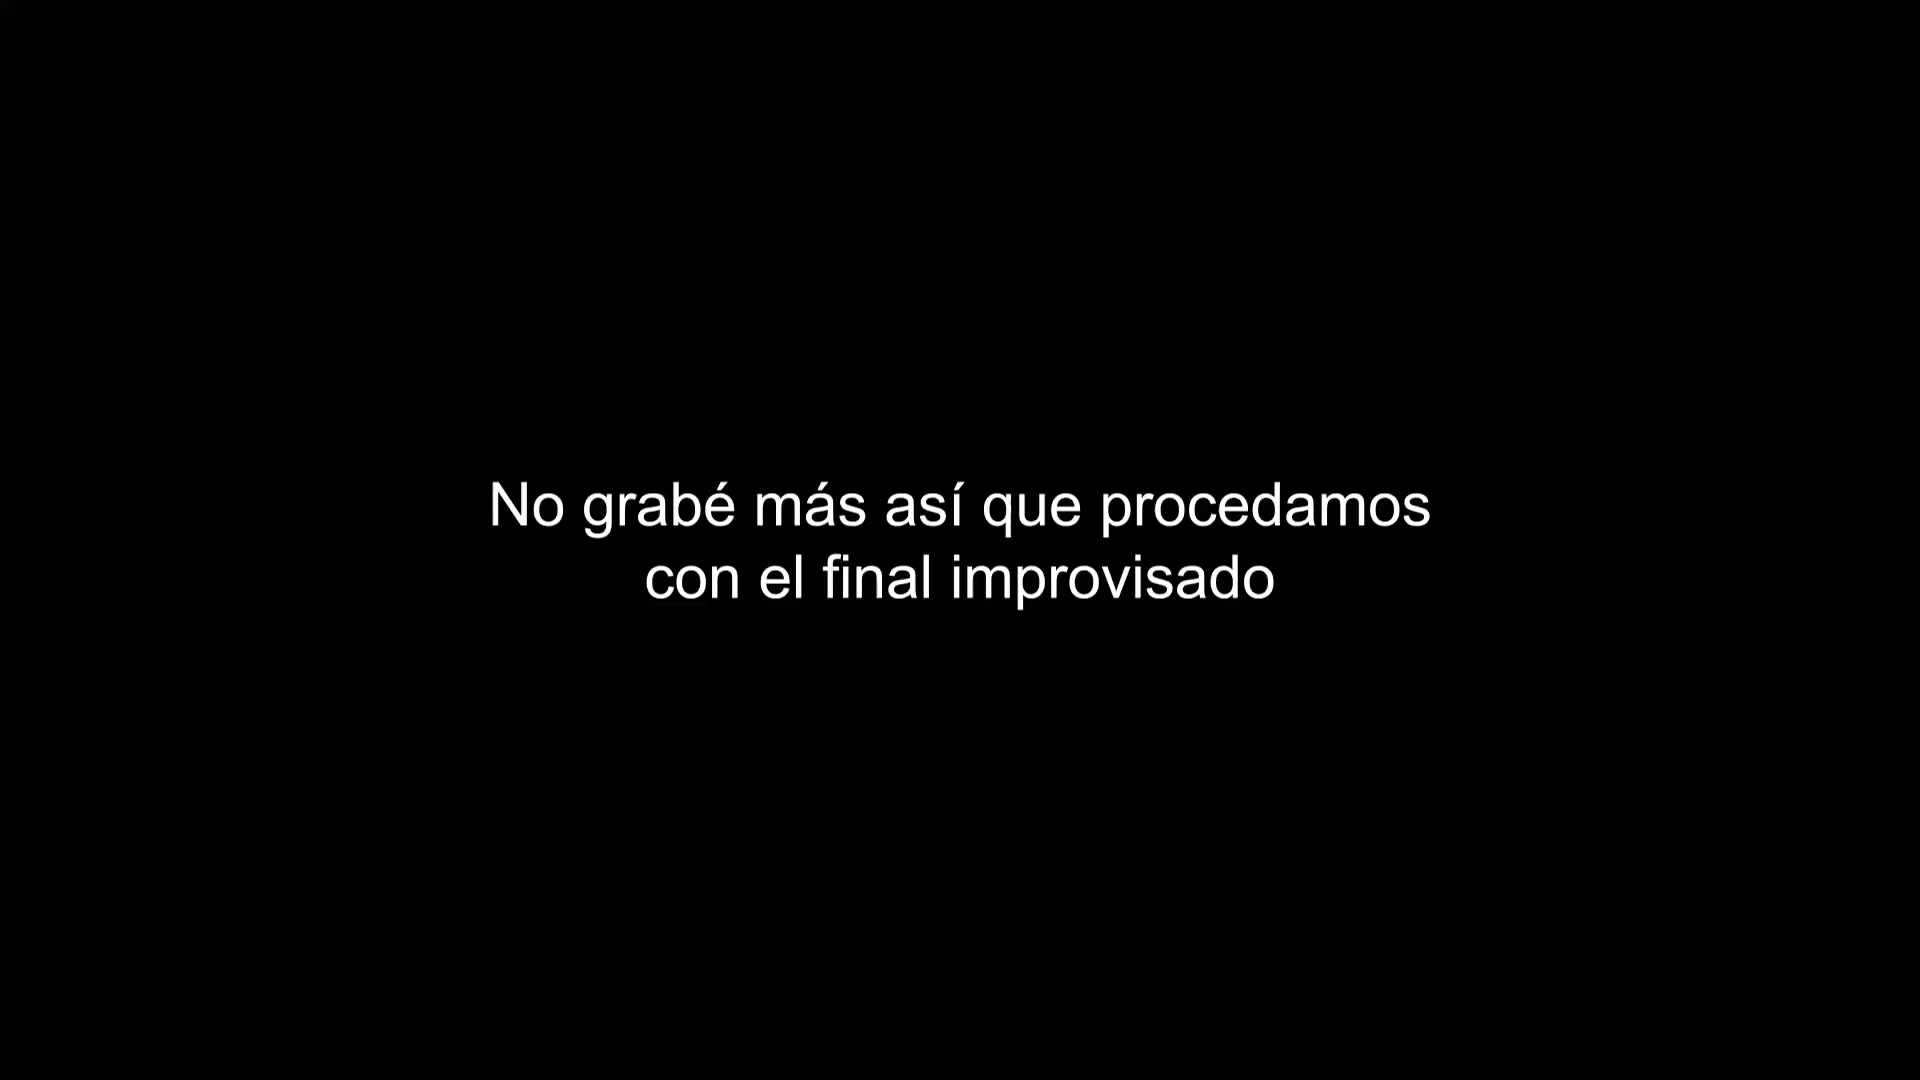 No grabé más así que procedamos
con el final improvisado